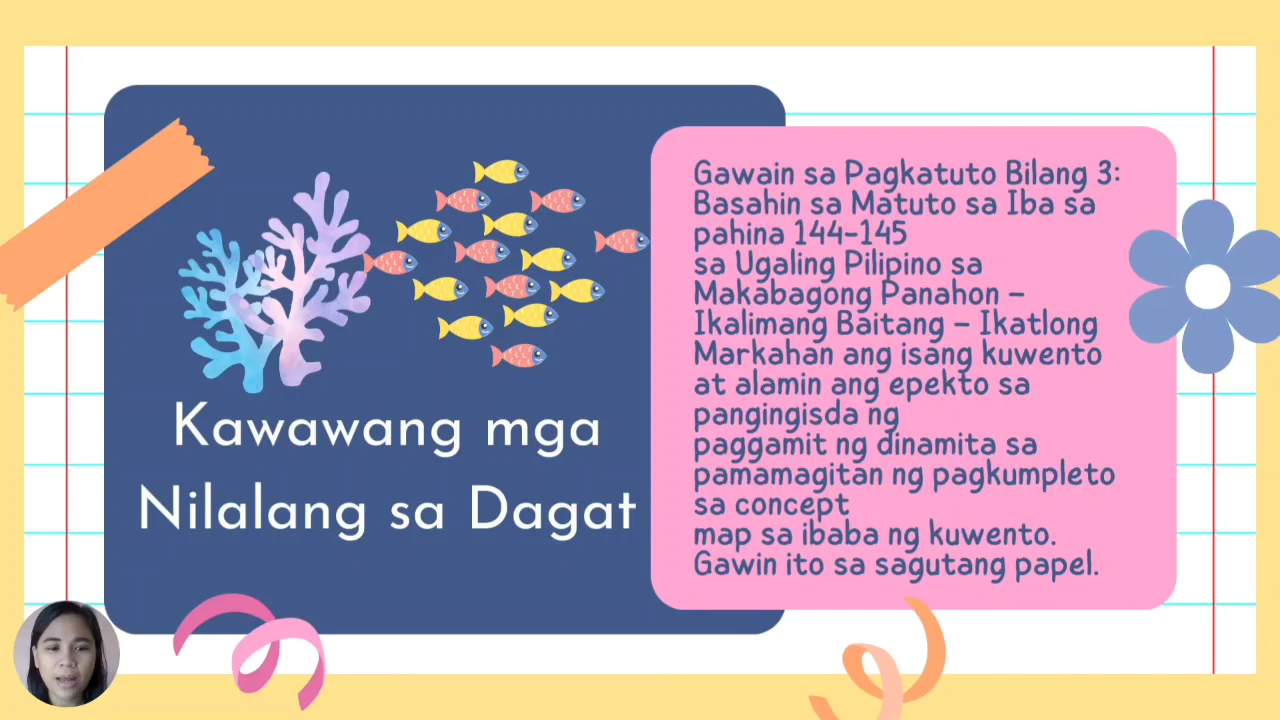 Kawawang mga
Nilalang sa Dagat
Gawain sa Pagkatuto Bilang 3:
Basahin sa Matuto sa Iba sa
pahina 144-145
sa Ugaling Pilipino sa
Makabagong Panahon –
Ikalimang Baitang – Ikatlong
Markahan ang isang kuwento
at alamin ang epekto sa
pangingisda ng
paggamit ng dinamita sa
pamamagitan ng pagkumpleto
sa concept
map sa ibaba ng kuwento.
Gawin ito sa sagutang papel.